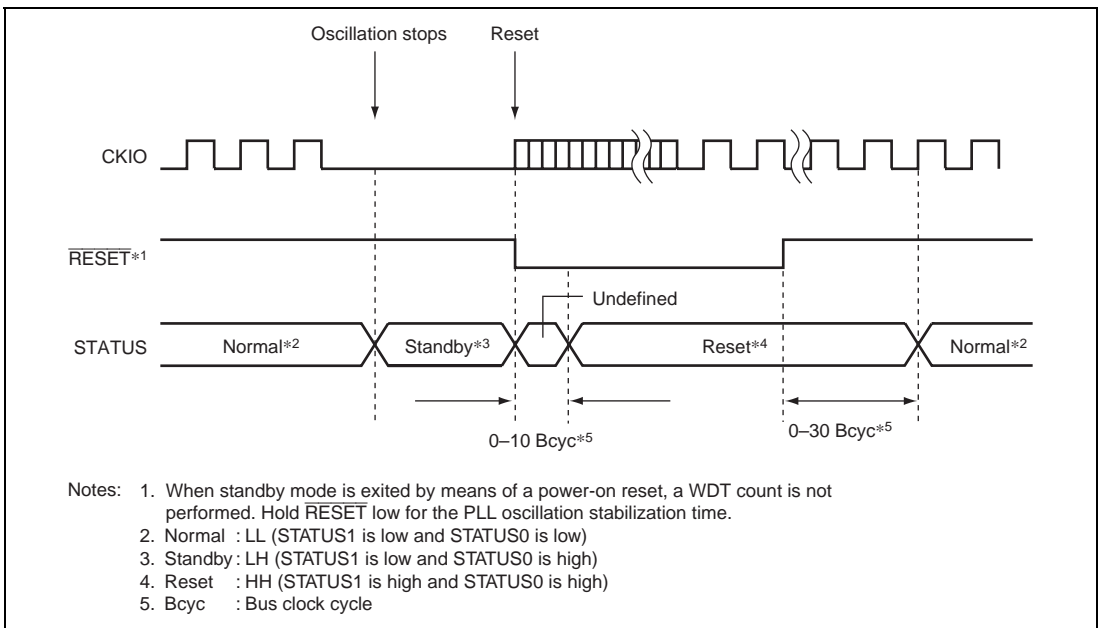 Oscillation stops Reset
CKIO
RESET*1
Undefined
STATUS Normal*2 Standby*3 Reset*4 Normal*2
0–10 Bcyc*5 0–30 Bcyc*5
Notes: 1. When standby mode is exited by means of a power-on reset, a WDT count is not
performed. Hold RESET low for the PLL oscillation stabilization time.
2. Normal : LL (STATUS1 is low and STATUS0 is low)
3. Standby : LH (STATUS1 is low and STATUS0 is high)
4. Reset : HH (STATUS1 is high and STATUS0 is high)
5. Bcyc : Bus clock cycle